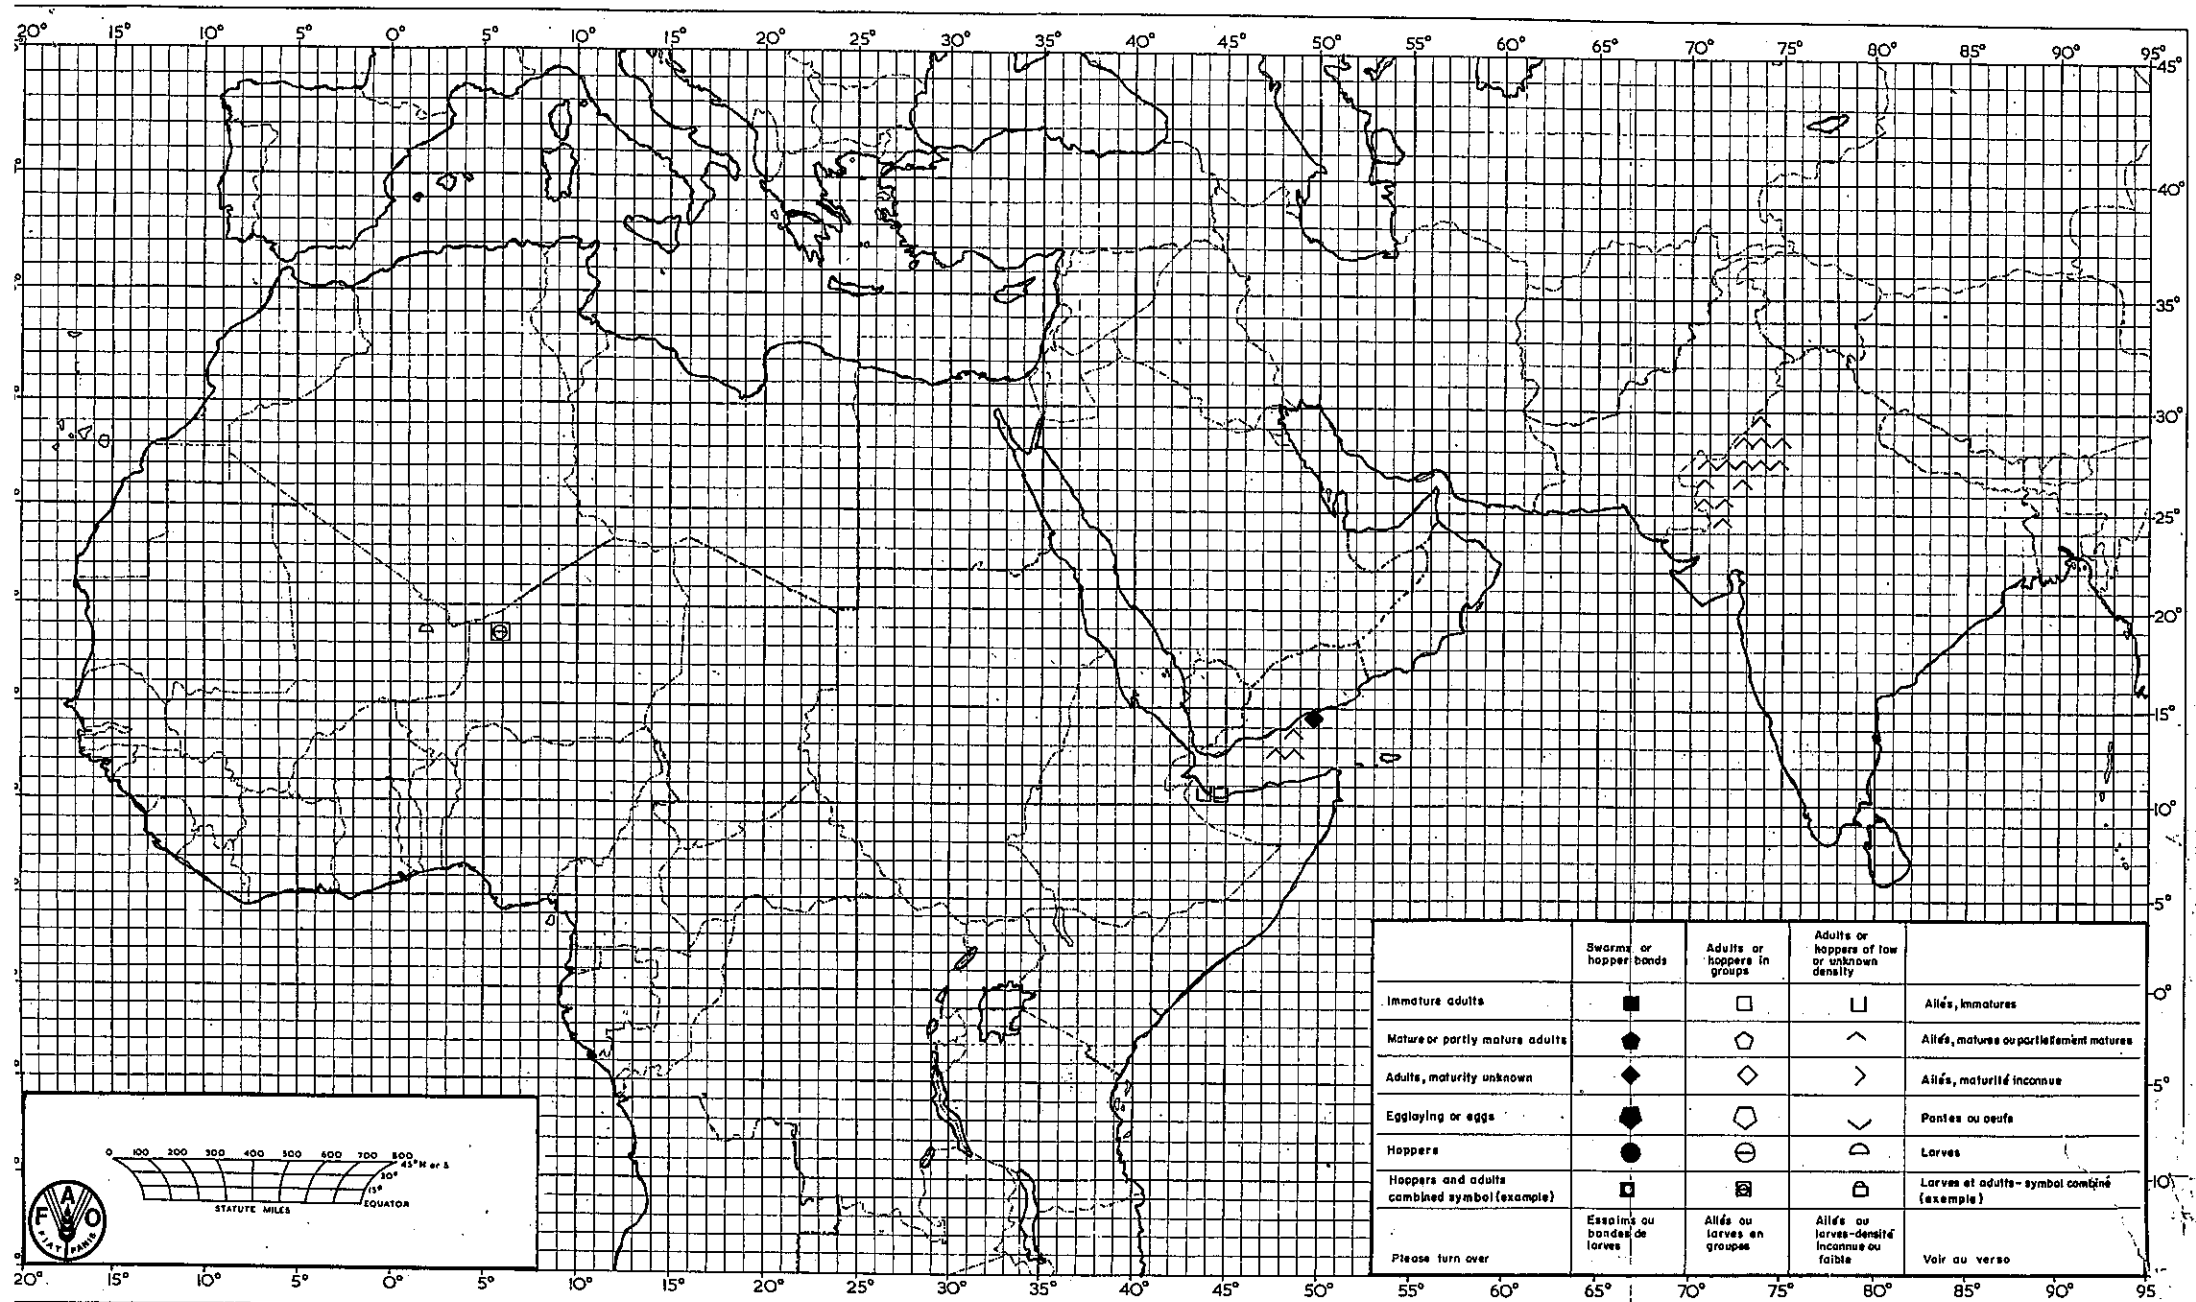 20° 15° 10° 5° 0° 5° 10° 15° 20° 25° 30° 35° 40° 45° 50° 55° 60° 65° 70° 75° 80° 85° 90° 95°
45°
40°
35°
30°
25°
20°
15°
10°
5°
0°
5°
10°
Swarms or
hopper bands
Adults or
hoppers in
groups
Adults or
hoppers of low
or unknown
density
Immature adults
Ailés, immatures
Mature or partly mature adults
Ailés, matures ou partiellement matures
Adults, maturity unknown
Ailés, maturité inconnue
Egglaying or eggs
Pontes ou oeufs
Hoppers
Larves
Hoppers and adults
combined symbol (example)
Larves et adults - symbol combiné
(exemple)
Please turn over
Essaims ou
bandes de
larves
Ailés ou
larves en
groupes
Ailés ou
larves-densité
inconnue ou
faible
Voir au verso
0 100 200 300 400 500 600 700 800
45° N or S
30°
15°
EQUATOR
STATUTE MILES
F A O
FIAT PANIS
20° 15° 10° 5° 0° 5° 10° 15° 20° 25° 30° 35° 40° 45° 50° 55° 60° 65° 70° 75° 80° 85° 90° 95